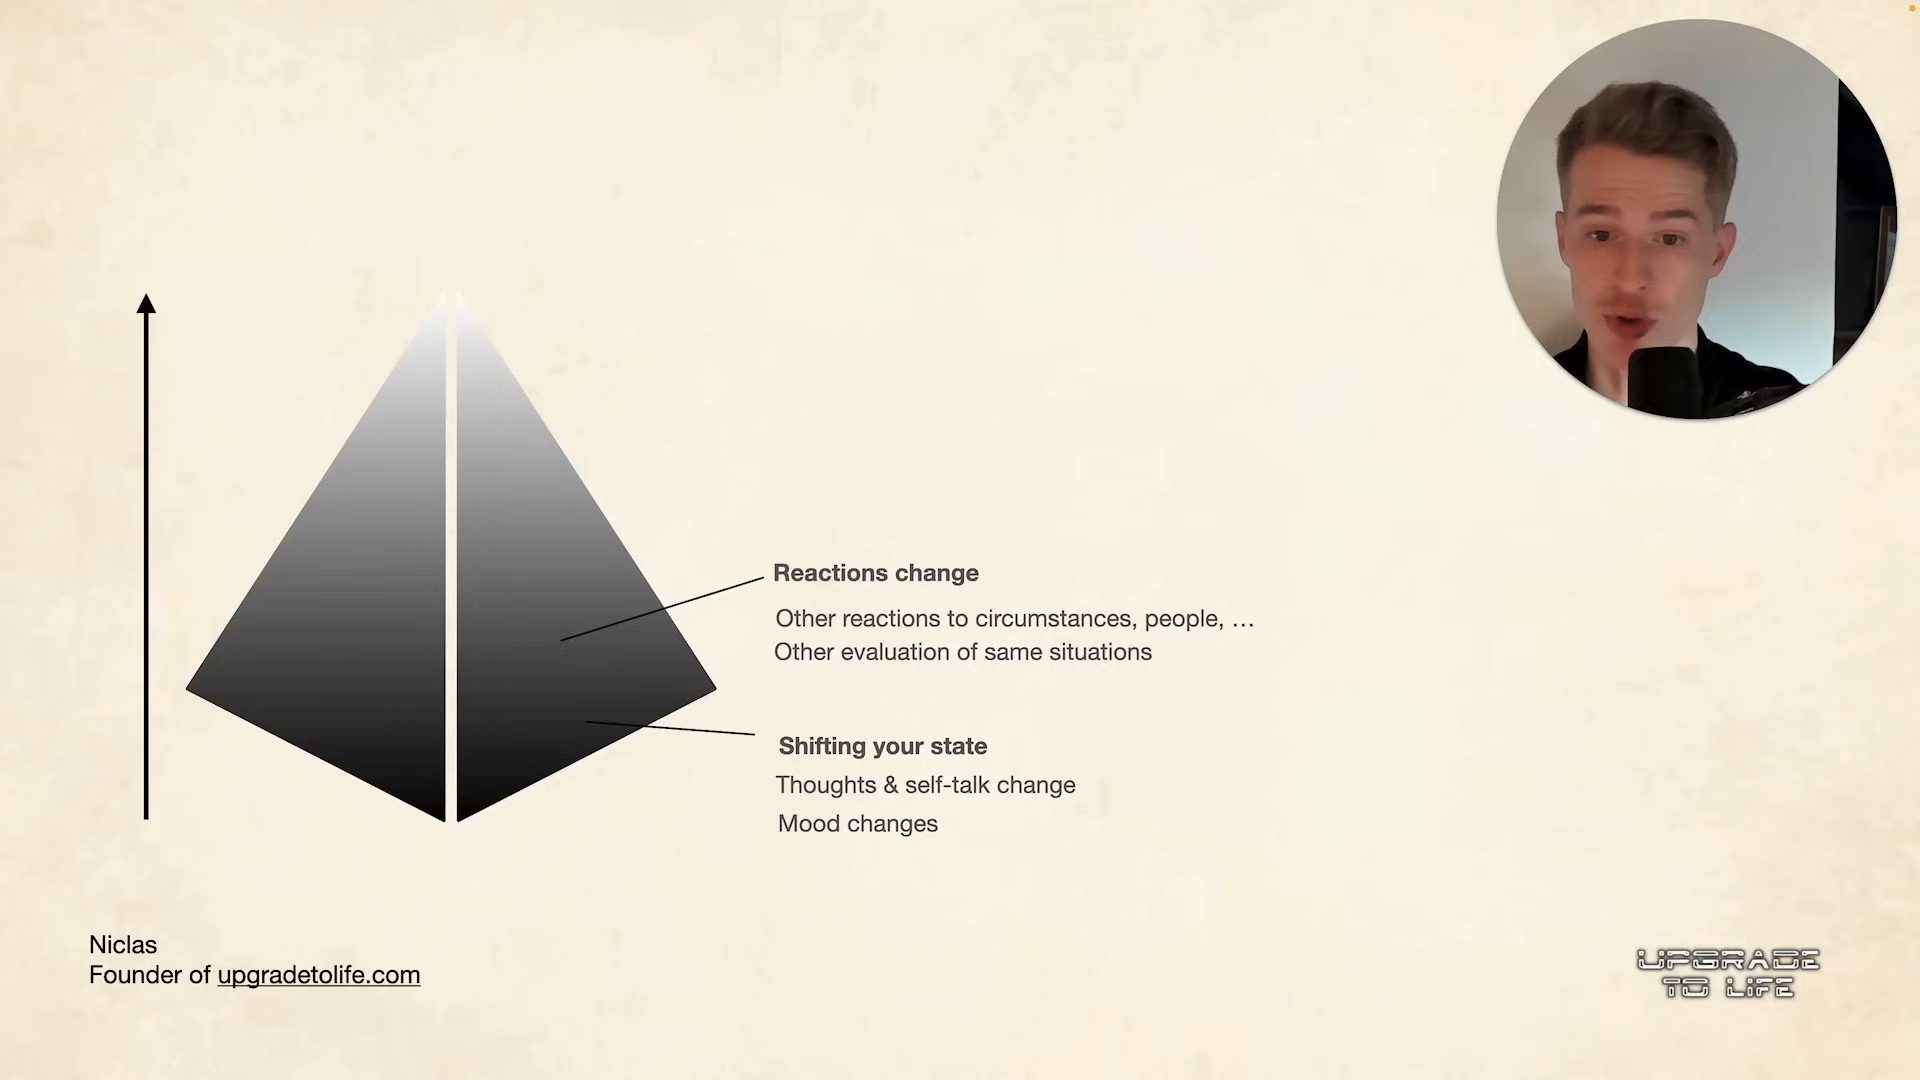 Reactions change
Other reactions to circumstances, people, …
Other evaluation of same situations
Shifting your state
Thoughts & self-talk change
Mood changes
Niclas
Founder of upgradetolife.com
UPGRADE
TO LIFE